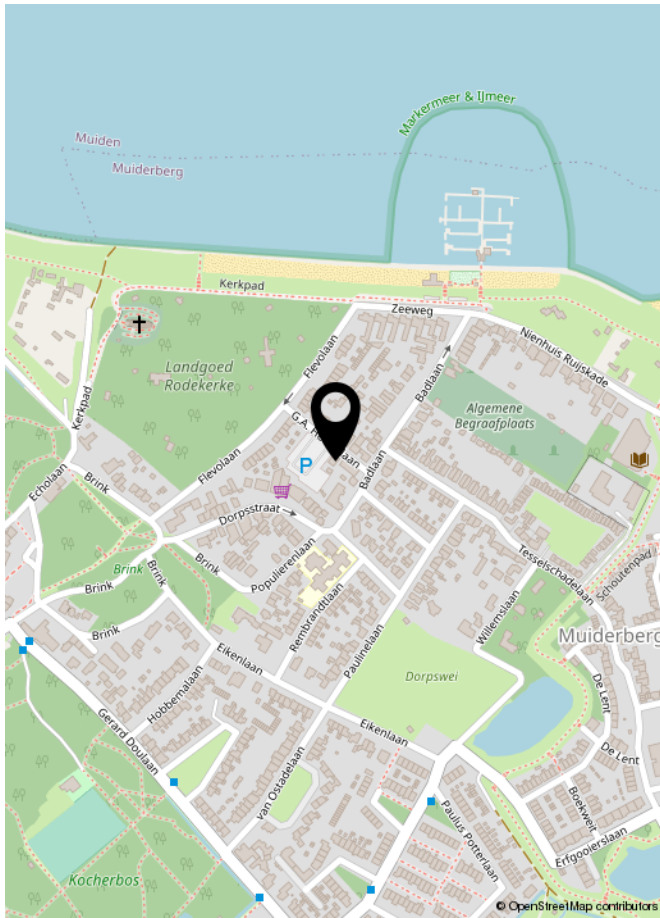 Markermeer & IJmeer
Muiden
Muiderberg
Kerkpad
Zeeweg
Nienhuis Ruijskade
Landgoed
Rodekerke
Flevolaan
Badlaan
Kerkpad
G.A. He
laan
Algemene
Begraafplaats
P
Echolaan
Brink
Flevolaan
Badlaan
Dorpsstraat
Tesselschadelaan
Schoutenpad
Brink
Brink
Populierenlaan
Brink
Brink
Rembrandtlaan
Willemslaan
Muiderberg
Brink
Paulinelaan
Eikenlaan
Dorpswei
De Lent
Hobbemalaan
Gerard Doulaan
Eikenlaan
De Lent
van Ostadelaan
Boekweit
Paulus Potterlaan
Erfgooierslaan
Kocherbos
© OpenStreetMap contributors